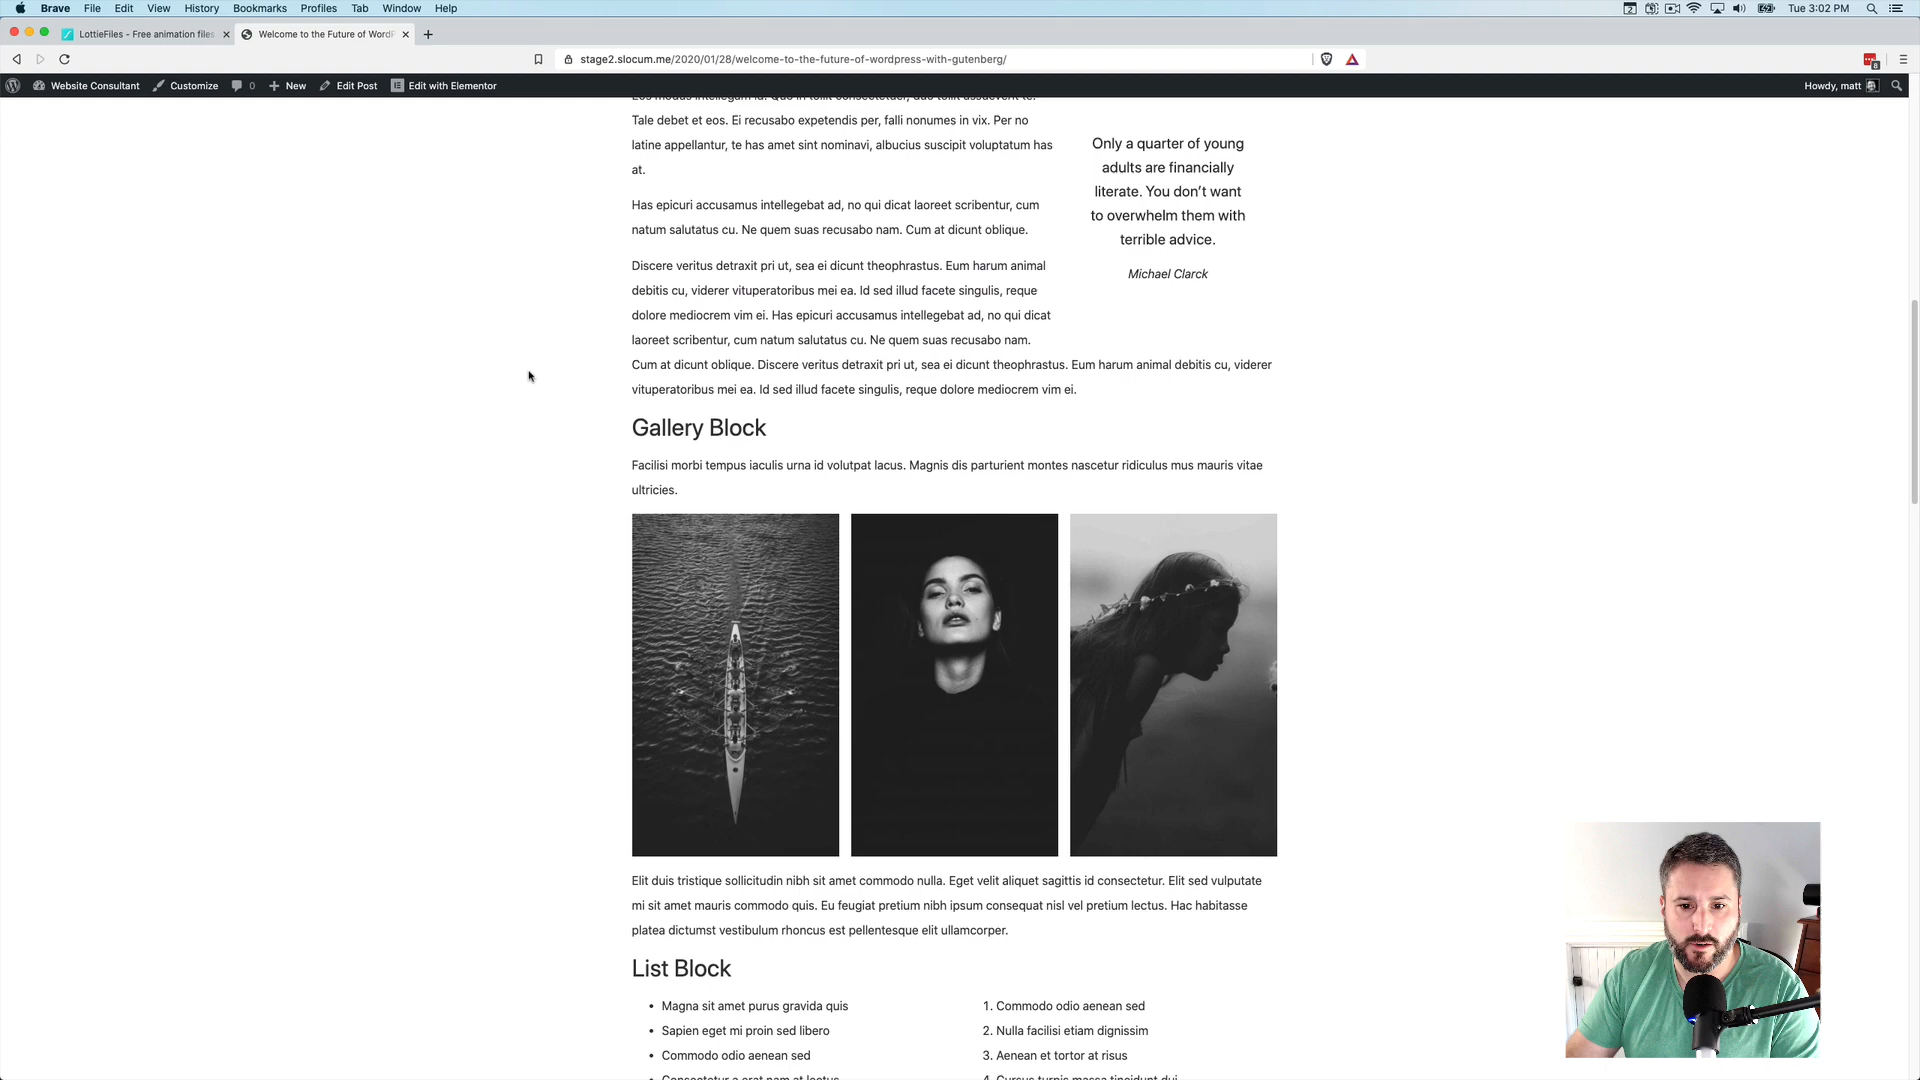 Brave File Edit View History Bookmarks Profiles Tab Window Help
Tue 3:02 PM
LottieFiles - Free animation files
Welcome to the Future of WordP
stage2.slocum.me/2020/01/28/welcome-to-the-future-of-wordpress-with-gutenberg/
Website Consultant Customize 0 New Edit Post Edit with Elementor
Howdy, matt
Tale debet et eos. Ei recusabo expetendis per, falli nonumes in vix. Per no
latine appellantur, te has amet sint nominavi, albucius suscipit voluptatum has
at.
Has epicuri accusamus intellegebat ad, no qui dicat laoreet scribentur, cum
natum salutatus cu. Ne quem suas recusabo nam. Cum at dicunt oblique.
Only a quarter of young
adults are financially
literate. You don’t want
to overwhelm them with
terrible advice.
Michael Clarck
Discere veritus detraxit pri ut, sea ei dicunt theophrastus. Eum harum animal
debitis cu, viderer vituperatoribus mei ea. Id sed illud facete singulis, reque
dolore mediocrem vim ei. Has epicuri accusamus intellegebat ad, no qui dicat
laoreet scribentur, cum natum salutatus cu. Ne quem suas recusabo nam.
Cum at dicunt oblique. Discere veritus detraxit pri ut, sea ei dicunt theophrastus. Eum harum animal debitis cu, viderer
vituperatoribus mei ea. Id sed illud facete singulis, reque dolore mediocrem vim ei.
Gallery Block
Facilisi morbi tempus iaculis urna id volutpat lacus. Magnis dis parturient montes nascetur ridiculus mus mauris vitae
ultricies.
Elit duis tristique sollicitudin nibh sit amet commodo nulla. Eget velit aliquet sagittis id consectetur. Elit sed vulputate
mi sit amet mauris commodo quis. Eu feugiat pretium nibh ipsum consequat nisl vel pretium lectus. Hac habitasse
platea dictumst vestibulum rhoncus est pellentesque elit ullamcorper.
List Block
• Magna sit amet purus gravida quis
• Sapien eget mi proin sed libero
• Commodo odio aenean sed
1. Commodo odio aenean sed
2. Nulla facilisi etiam dignissim
3. Aenean et tortor at risus